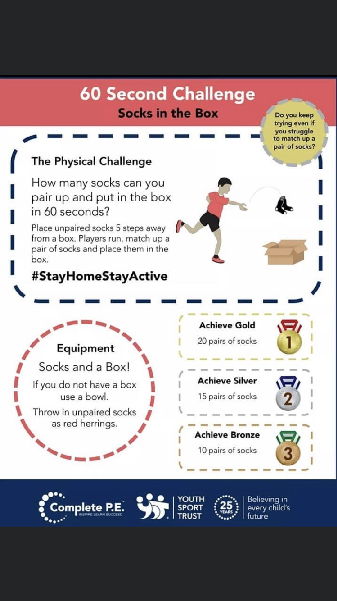 60 Second Challenge
Socks in the Box
Do you keep
trying even if
you struggle
to match up a
pair of socks?
The Physical Challenge
How many socks can you
pair up and put in the box
in 60 seconds?
Place unpaired socks 5 steps away
from a box. Players run, match up a
pair of socks and place them in the
box.
#StayHomeStayActive
Equipment
Socks and a Box!
If you do not have a box
use a bowl.
Throw in unpaired socks
as red herrings.
Achieve Gold
20 pairs of socks
1
Achieve Silver
15 pairs of socks
2
Achieve Bronze
10 pairs of socks
3
Complete P.E.
YOUTH
SPORT
TRUST
25
YEARS
Believing in
every child's
future